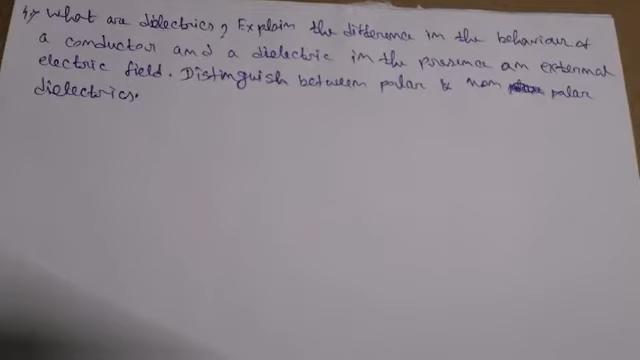 4> What are dielectrics, Explain the difference in the behaviour of
a conductor and a dielectric in the presence an external
electric field. Distinguish between polar & non polar
dielectrics.